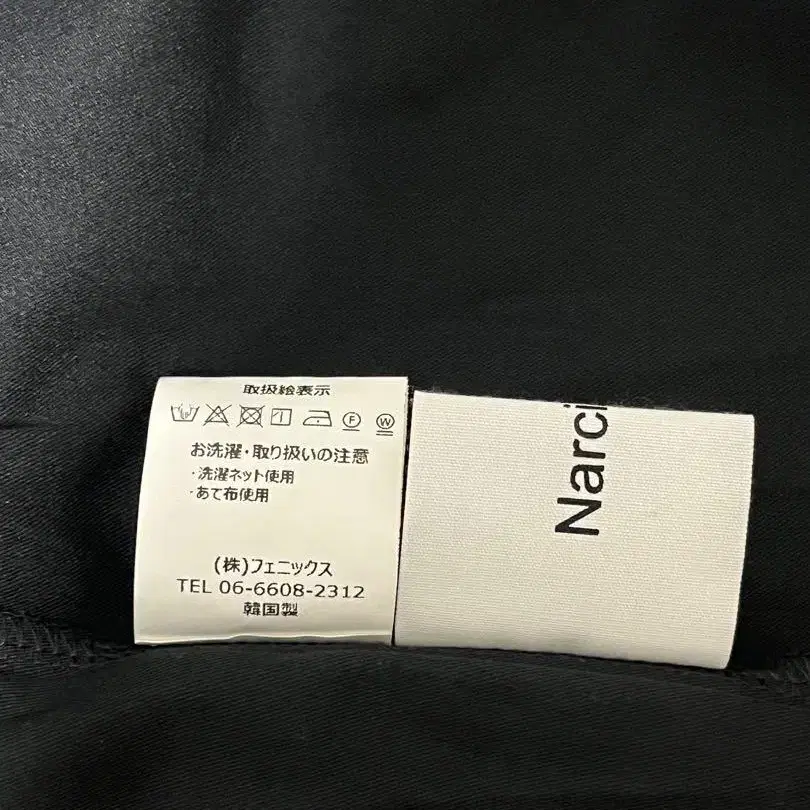 取扱絵表示
F W
お洗濯・取り扱いの注意
・洗濯ネット使用
・あて布使用
(株)フェニックス
TEL 06-6608-2312
韓国製
Narci